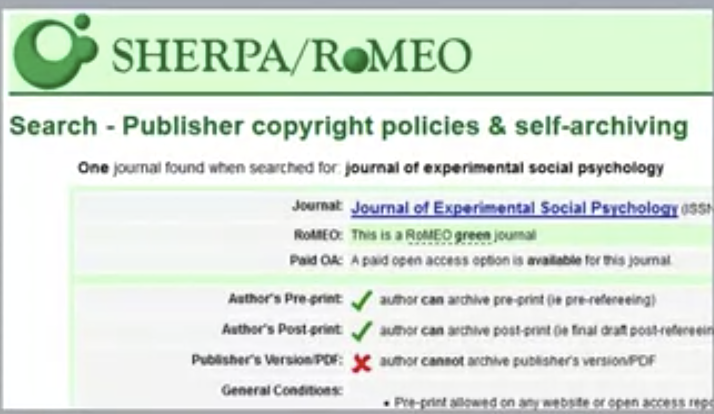 SHERPA/RoMEO
Search - Publisher copyright policies & self-archiving
One journal found when searched for: journal of experimental social psychology
Journal: Journal of Experimental Social Psychology (ISSN
RoMEO: This is a RoMEO green journal
Paid OA: A paid open access option is available for this journal.
Author's Pre-print: ✓ author can archive pre-print (ie pre-refereeing)
Author's Post-print: ✓ author can archive post-print (ie final draft post-refereein
Publisher's Version/PDF: ✗ author cannot archive publisher's version/PDF
General Conditions:
• Pre-print allowed on any website or open access repo